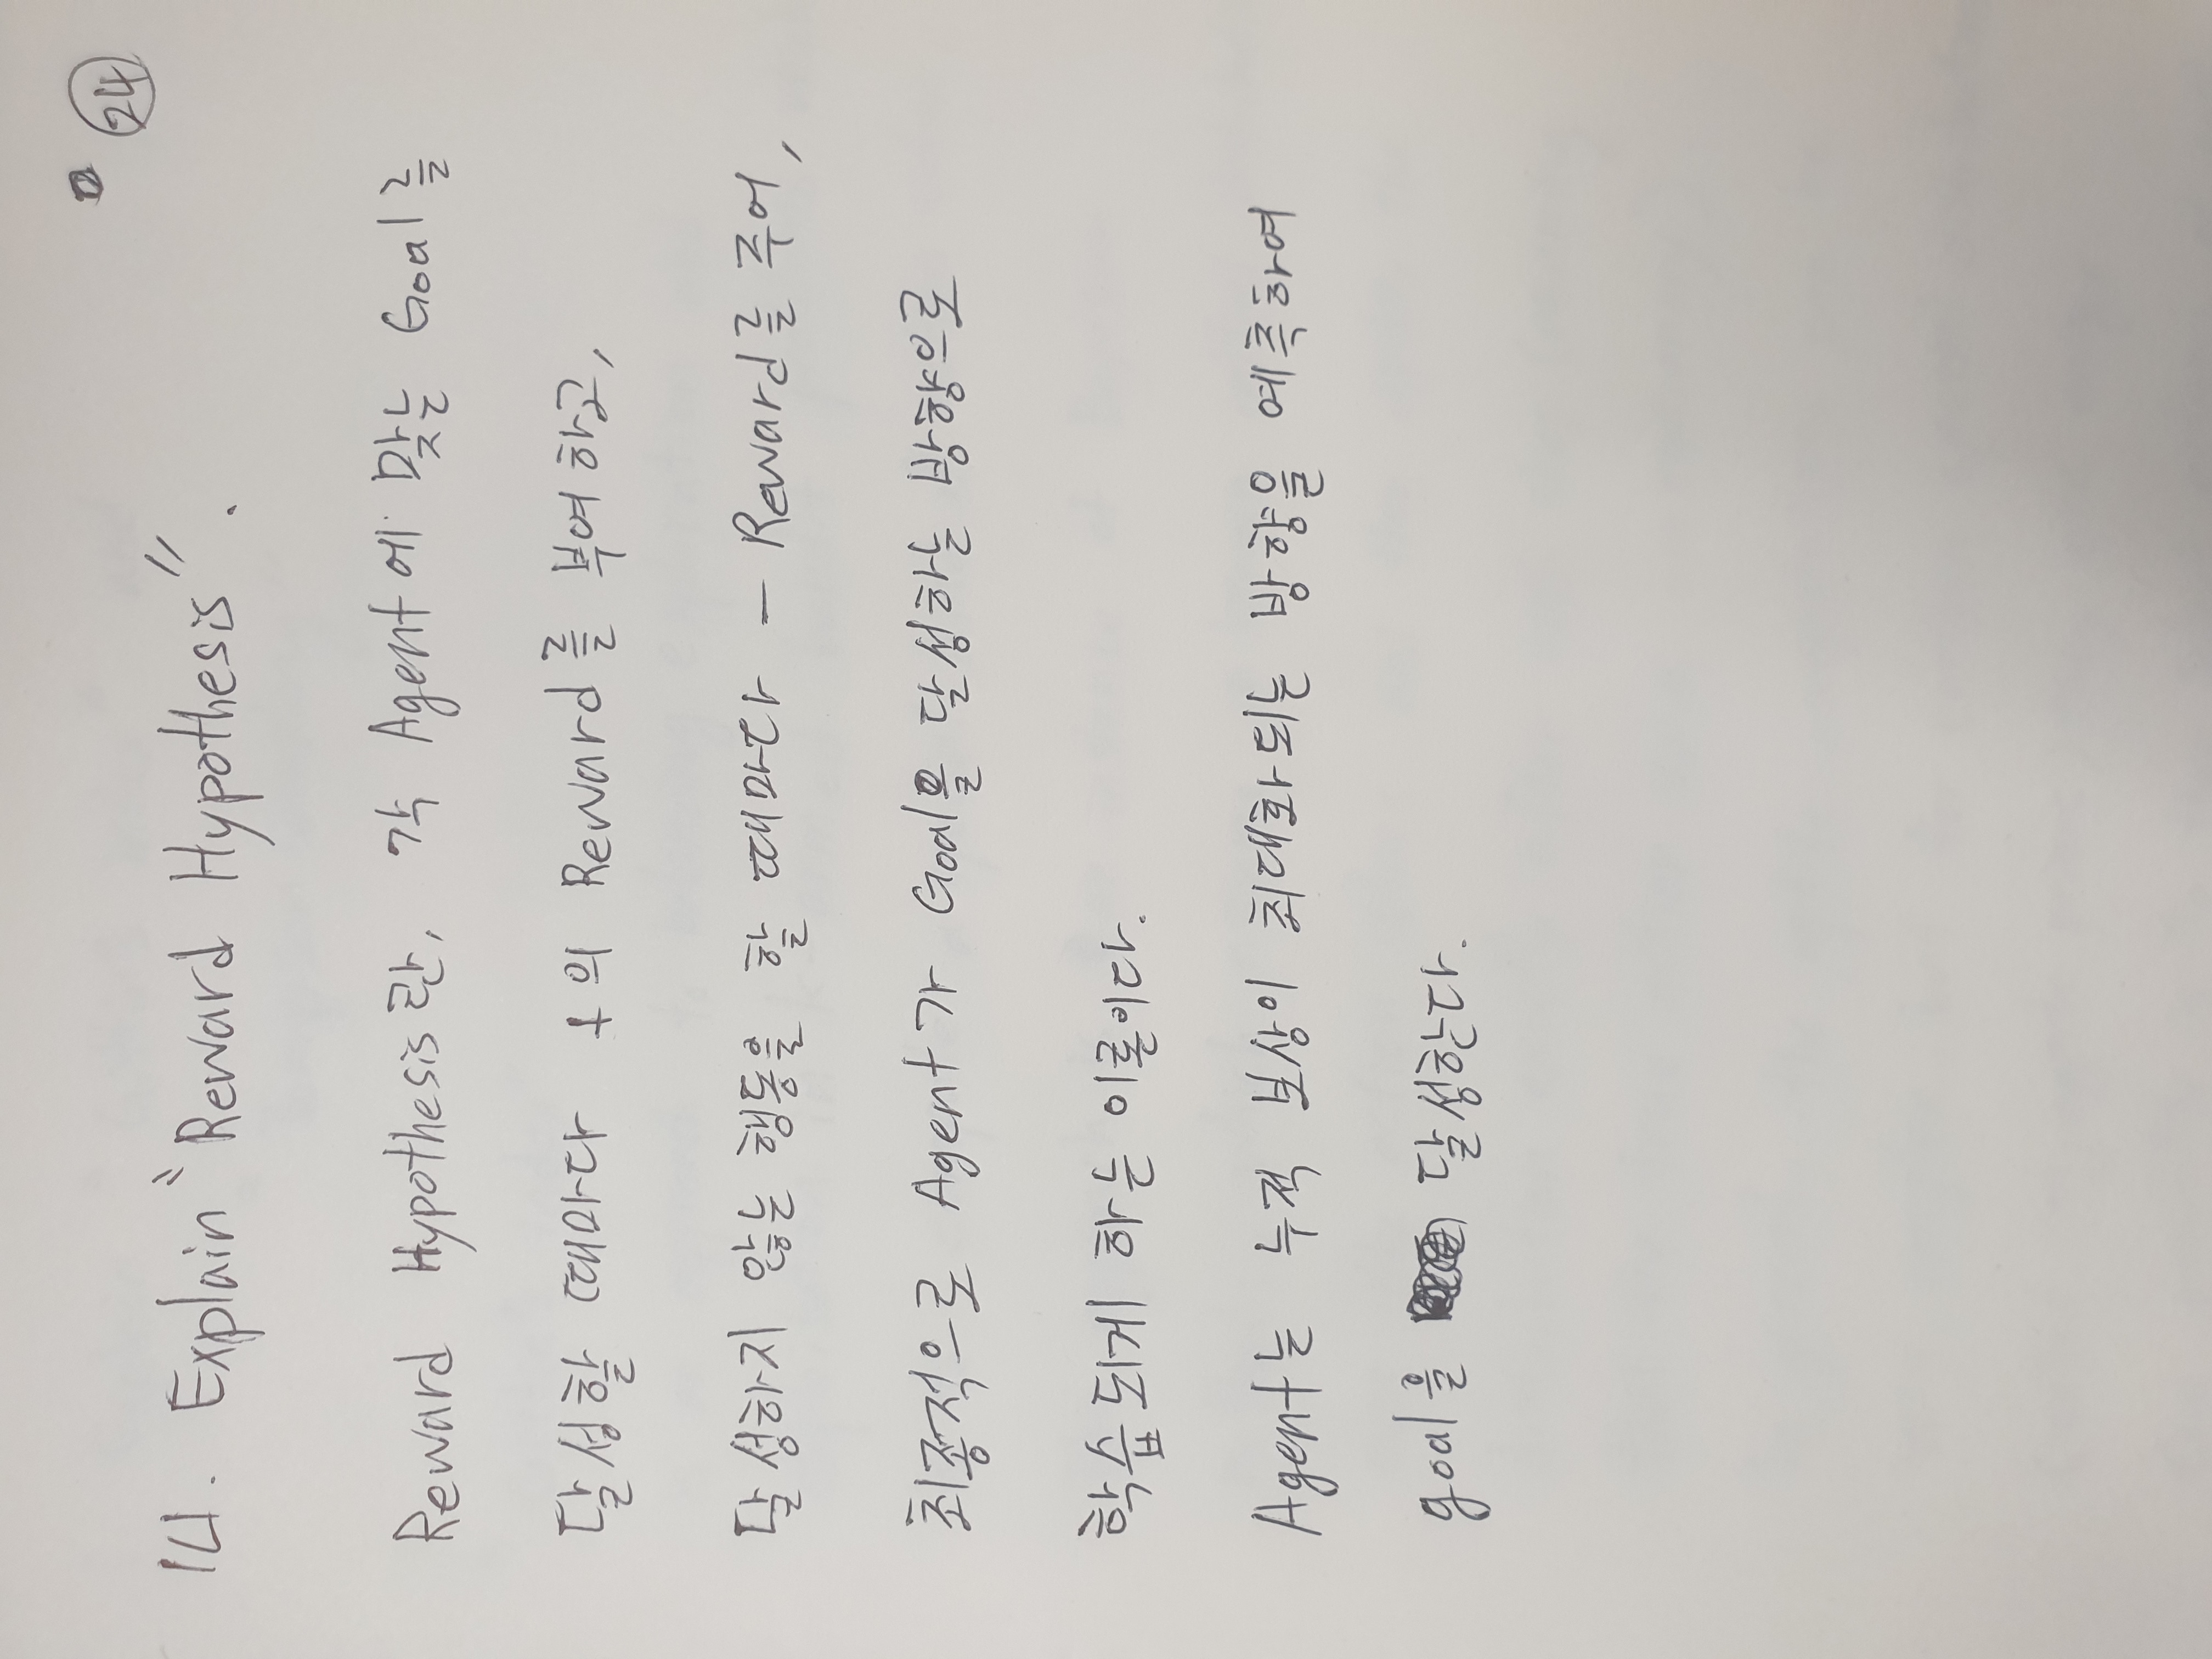 24
14. Explain "Reward Hypothesis".
Reward Hypothesis란, 각 Agent에 맞는 Goal를
달성할 때마다 +의 Reward를 부여하고,
달성하지 않는 행동을 할 때마다 - Reward를 주어,
최종적으로 Agent가 Goal을 달성하는 방향으로
학습되게 하는 이론이다.
Agent는 누적 보상이 최대화되는 방향을 예측하여
goal을 달성한다.